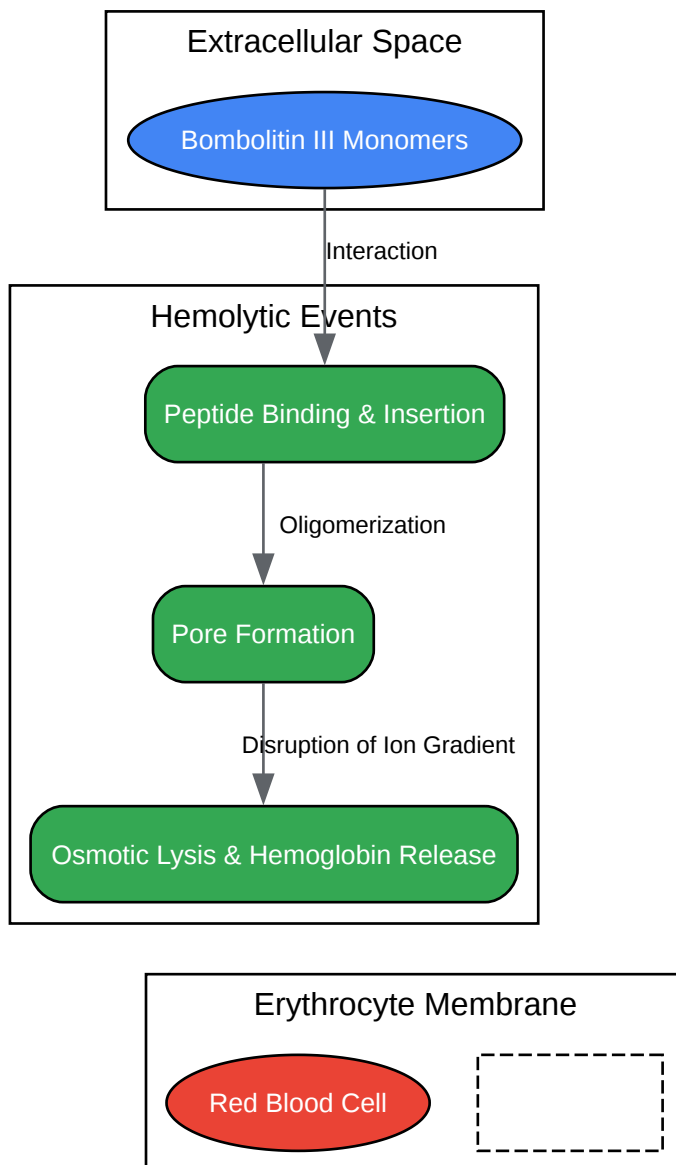 Extracellular Space
Bombolitin III Monomers
Interaction
Hemolytic Events
Peptide Binding & Insertion
Oligomerization
Pore Formation
Disruption of Ion Gradient
Osmotic Lysis & Hemoglobin Release
Erythrocyte Membrane
Red Blood Cell